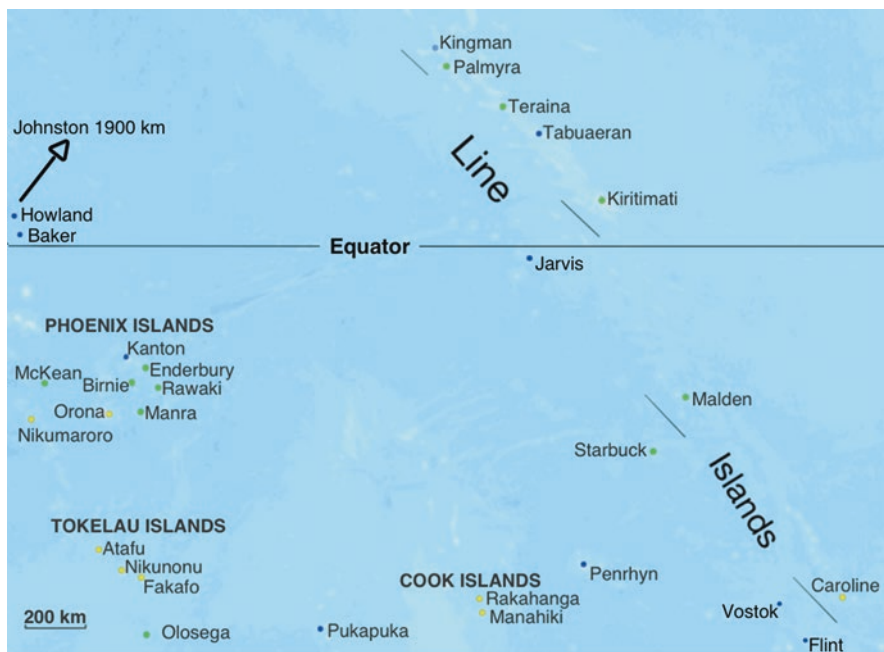 Kingman
Palmyra
Teraina
Johnston 1900 km
Tabuaeran
Line
Kiritimati
Howland
Baker
Equator
Jarvis
PHOENIX ISLANDS
Kanton
McKean
Enderbury
Birnie
Rawaki
Orona
Manra
Nikumaroro
Malden
Starbuck
Islands
TOKELAU ISLANDS
Atafu
Nikunonu
Fakafo
COOK ISLANDS
Penrhyn
Caroline
Rakahanga
Manahiki
Vostok
200 km
Olosega
Pukapuka
Flint